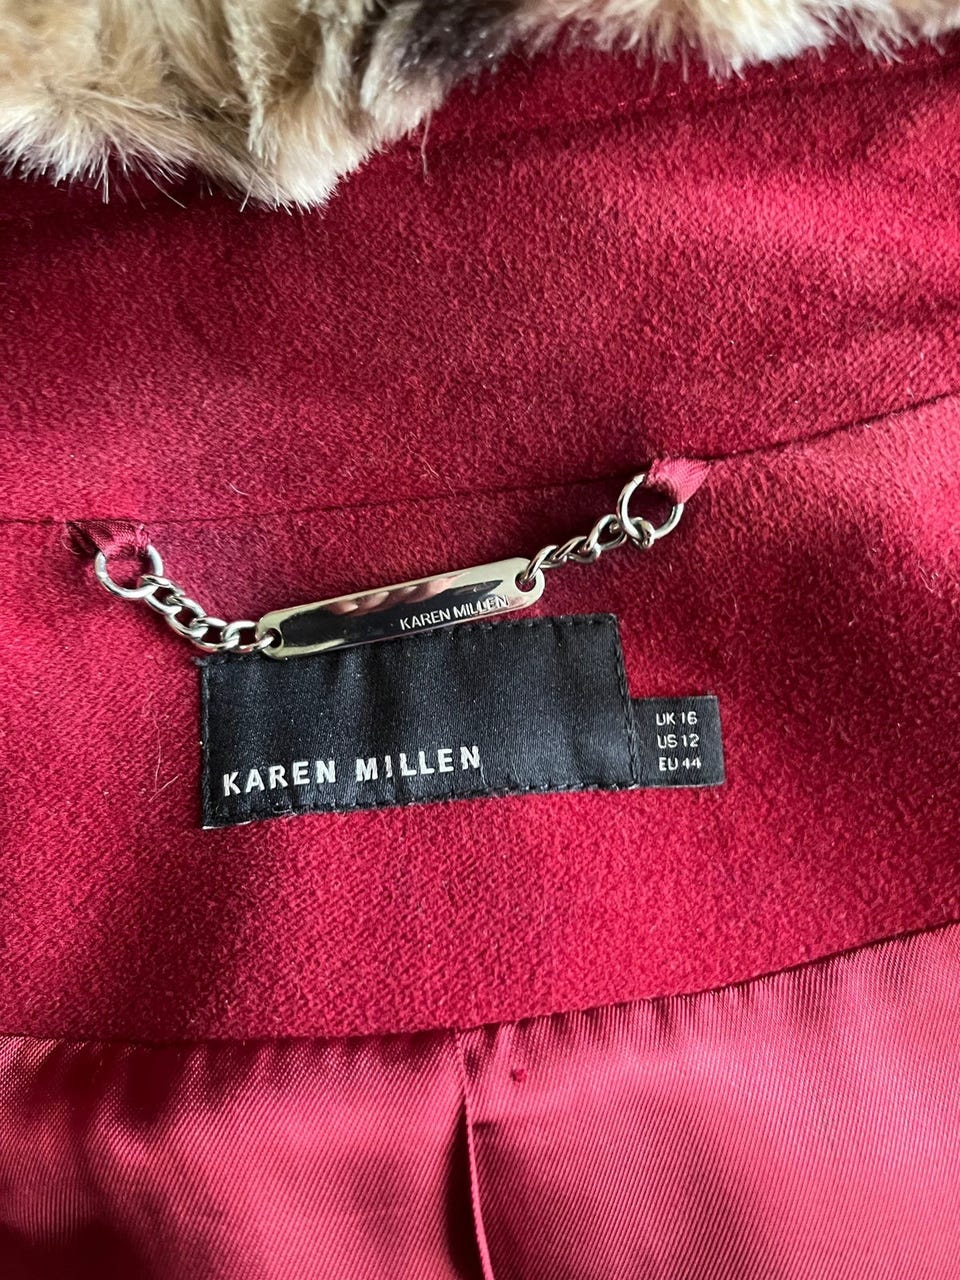 KAREN MILLEN
KAREN MILLEN
UK 16
US 12
EU 44